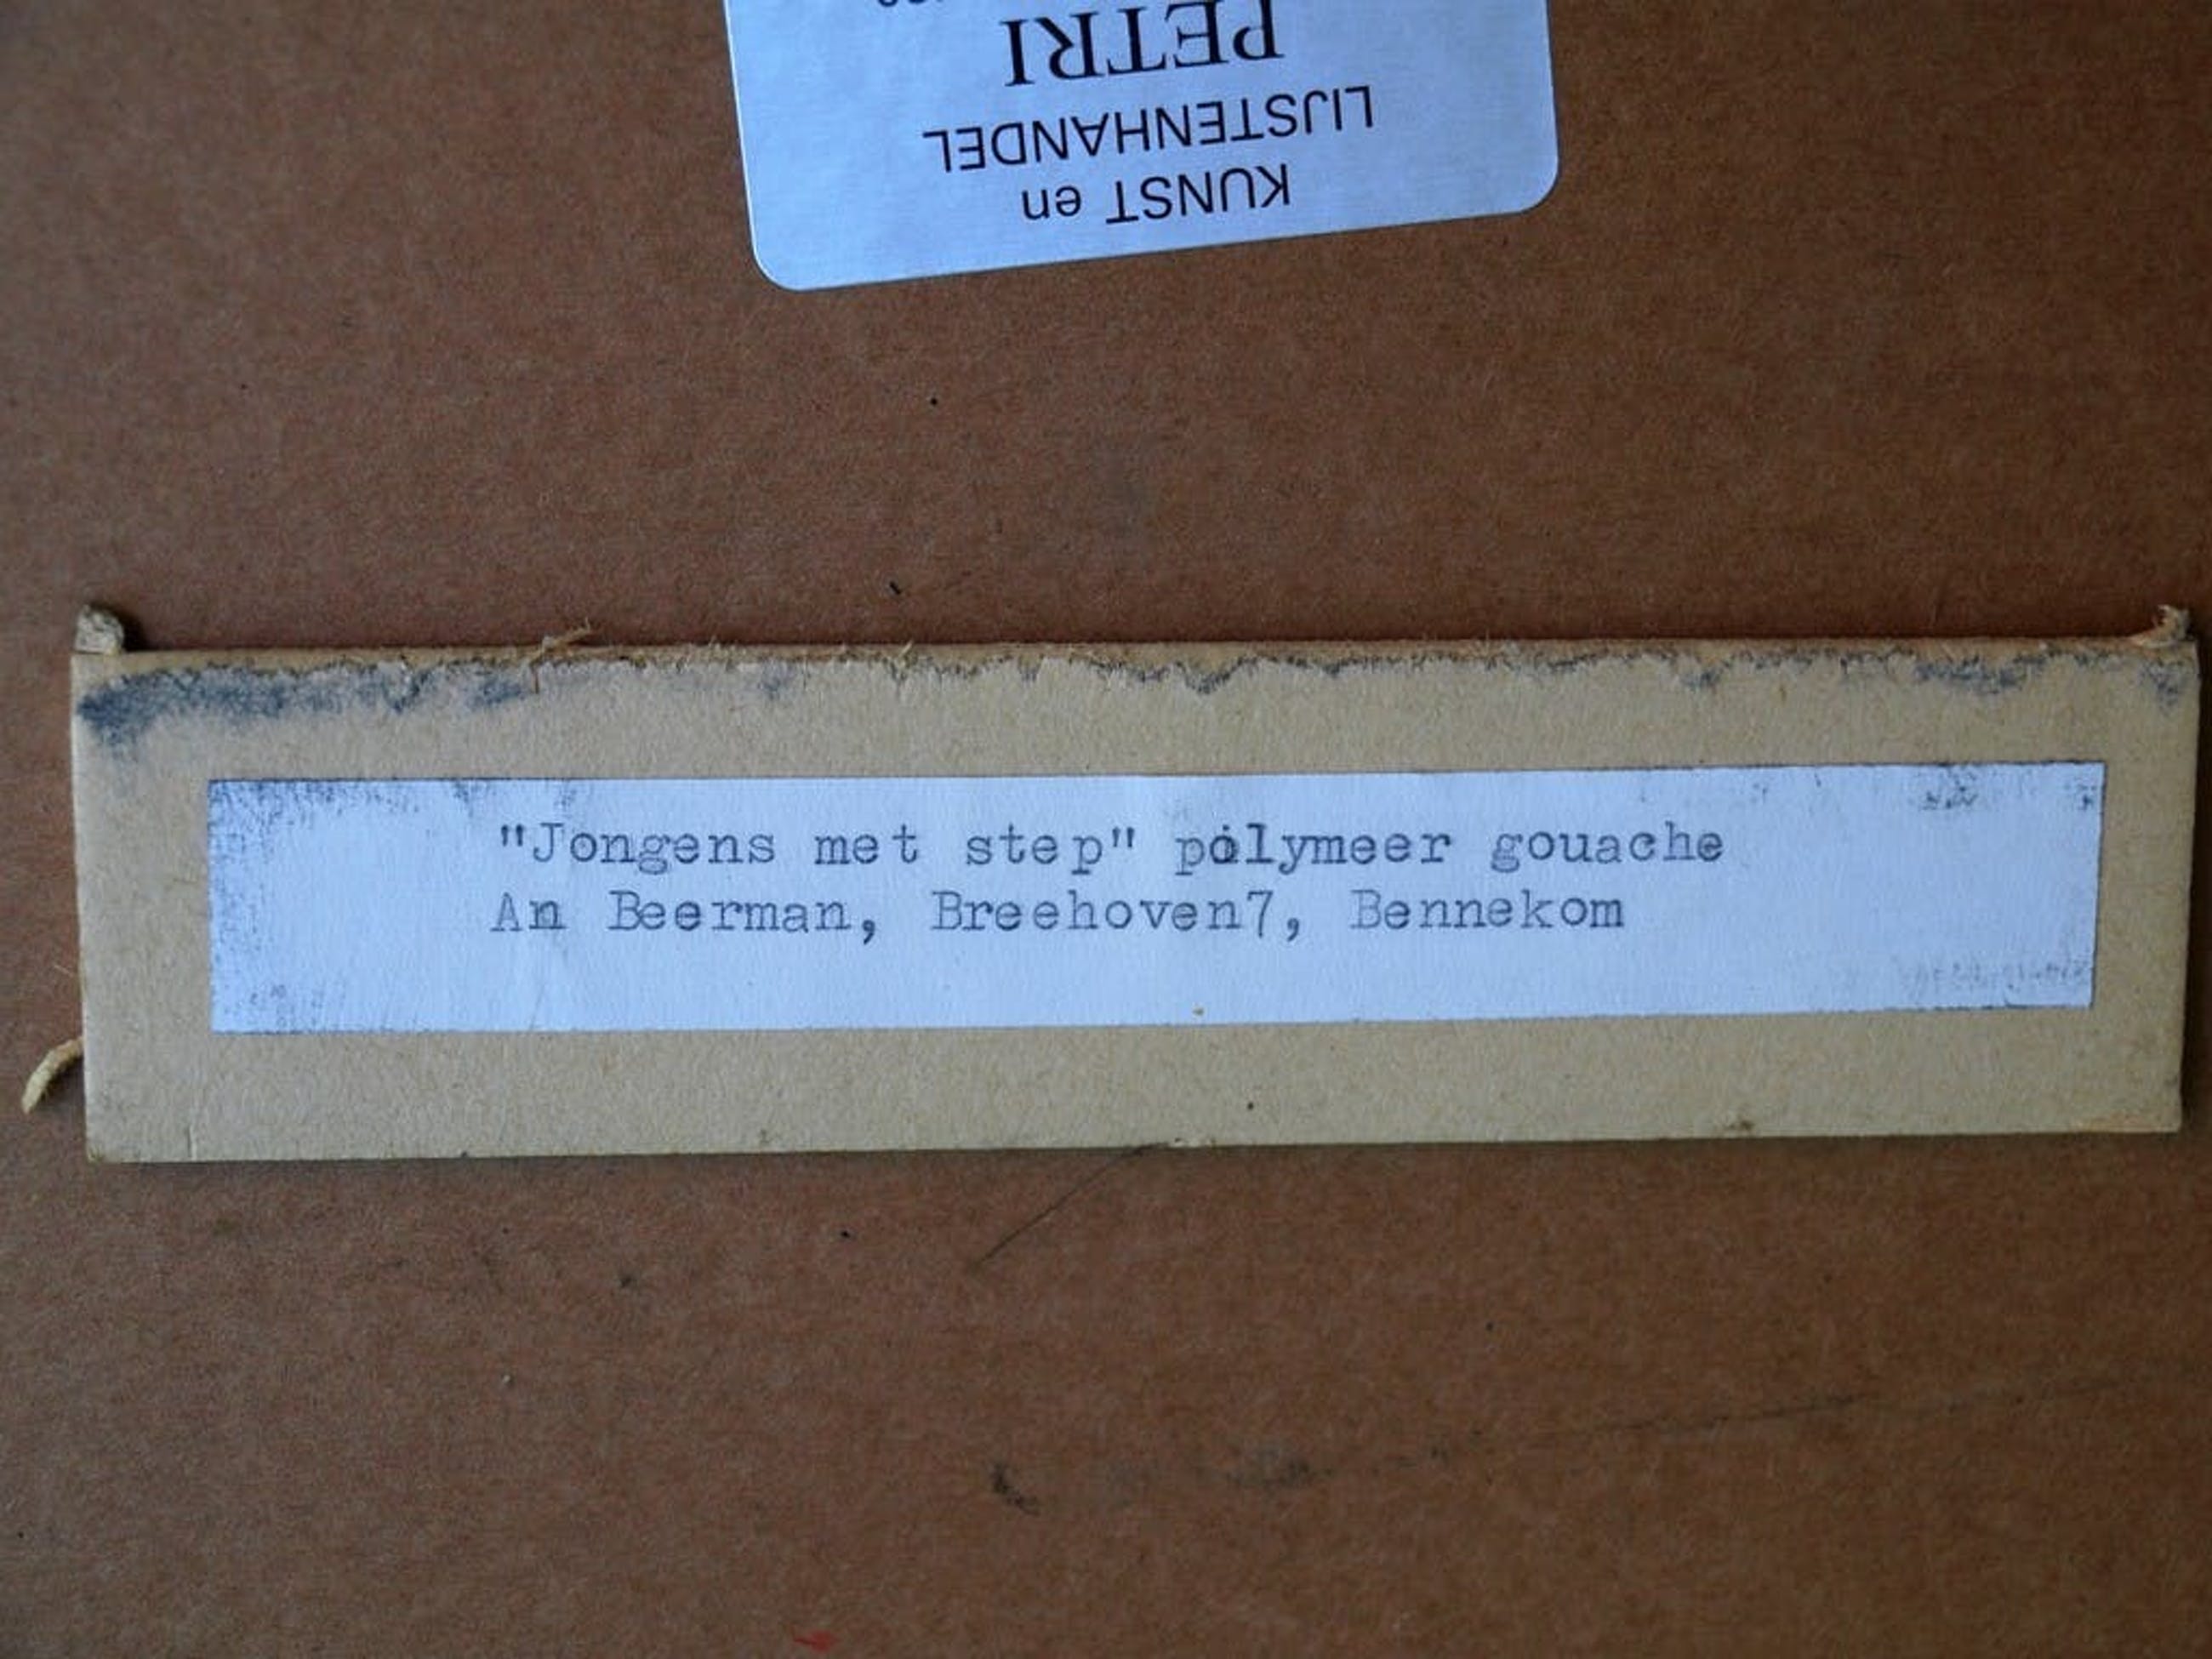 KUNST en
LIJSTENHANDEL
PETRI
"Jongens met step" polymeer gouache
An Beerman, Breehoven7, Bennekom